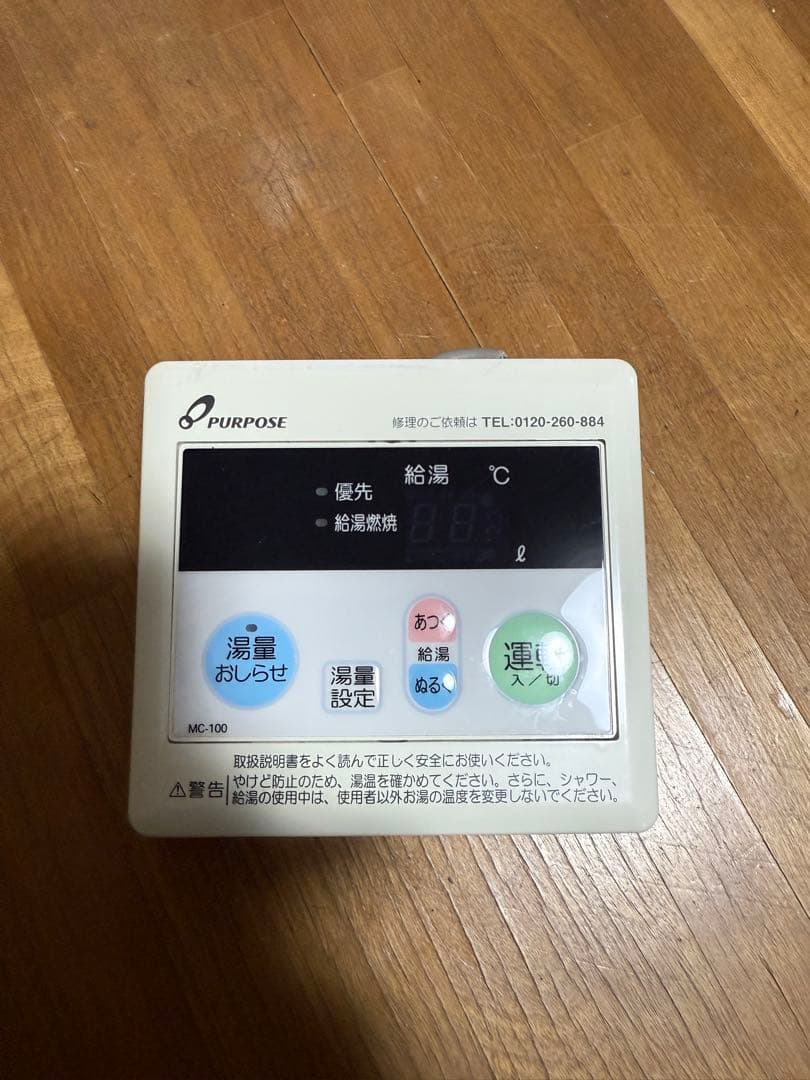 PURPOSE
修理のご依頼は TEL:0120-260-884
給湯 ℃
優先
給湯燃焼
ℓ
湯量
おしらせ
湯量
設定
あつく
給湯
ぬるく
運転
入/切
MC-100
取扱説明書をよく読んで正しく安全にお使いください。
⚠警告
やけど防止のため、湯温を確かめてください。さらに、シャワー、
給湯の使用中は、使用者以外お湯の温度を変更しないでください。